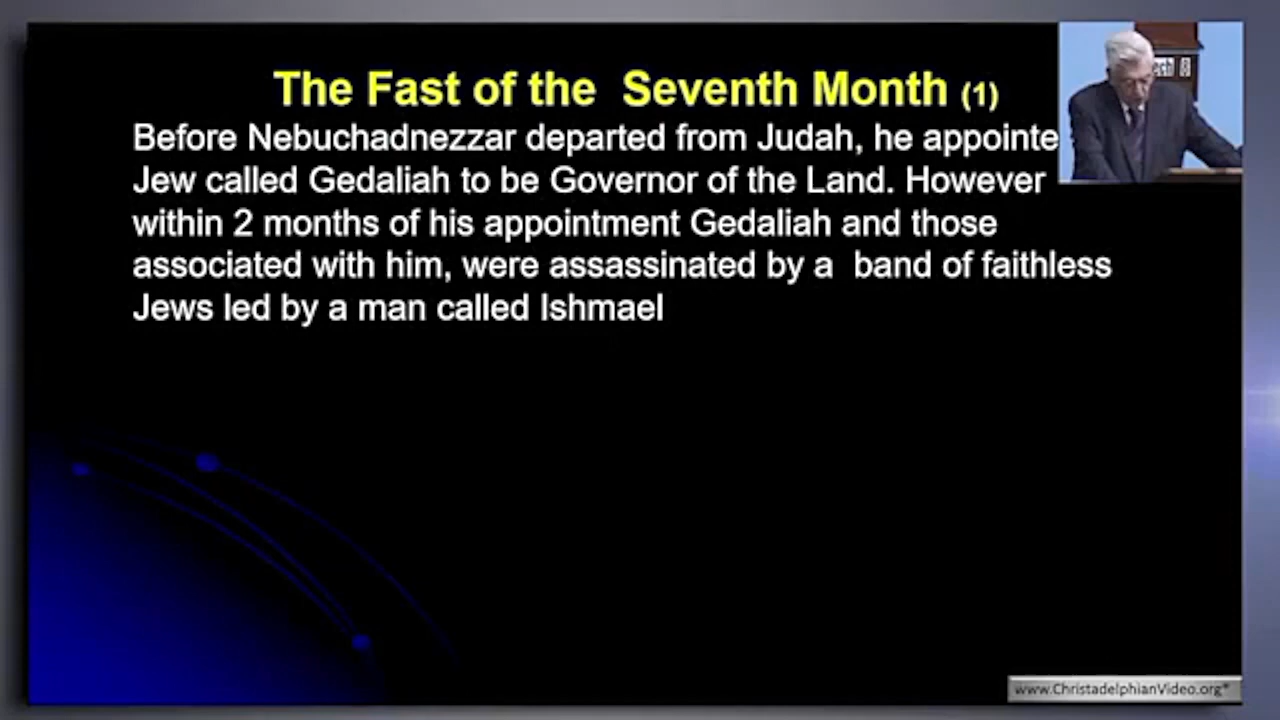 The Fast of the Seventh Month (1)
Before Nebuchadnezzar departed from Judah, he appointe
Jew called Gedaliah to be Governor of the Land. However
within 2 months of his appointment Gedaliah and those
associated with him, were assassinated by a band of faithless
Jews led by a man called Ishmael
ech 8
www.ChristadelphianVideo.org*